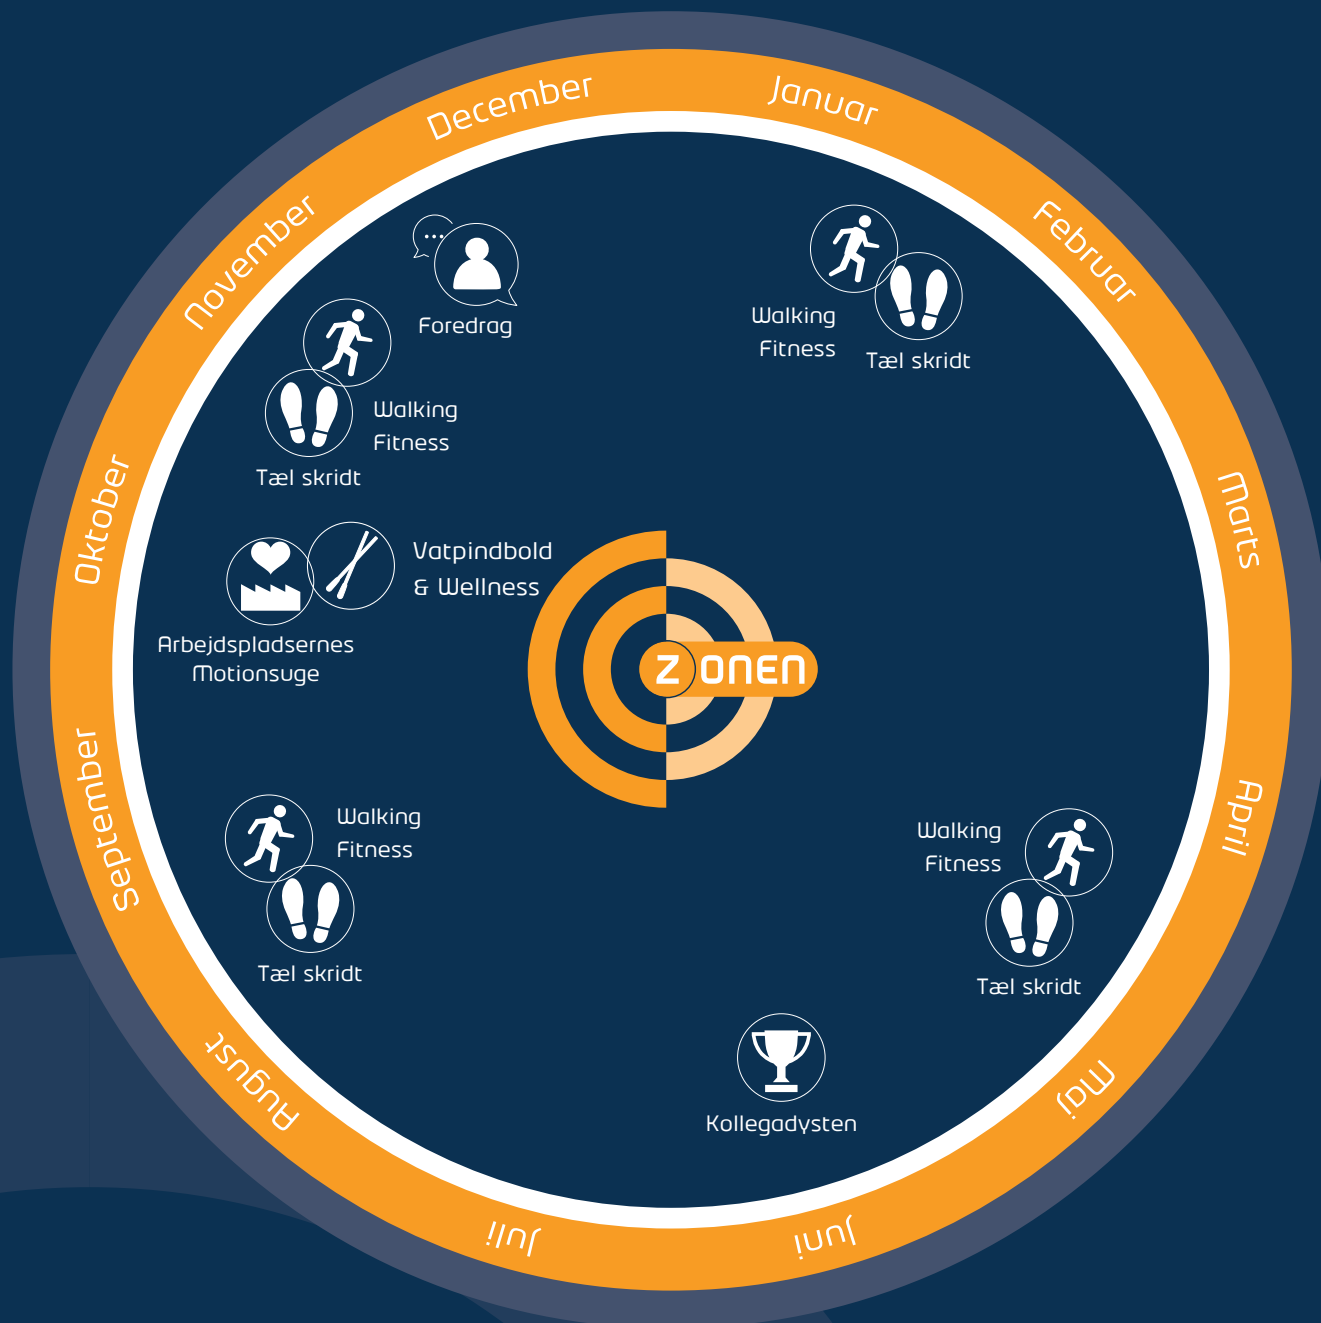 Januar
Februar
Marts
April
Maj
Juni
Juli
August
September
Oktober
November
December
Walking
Fitness
Tæl skridt
Walking
Fitness
Tæl skridt
Kollegadysten
Walking
Fitness
Tæl skridt
Arbejdspladsernes
Motionsuge
Vatpindbold
& Wellness
Walking
Fitness
Tæl skridt
Foredrag
ZONEN